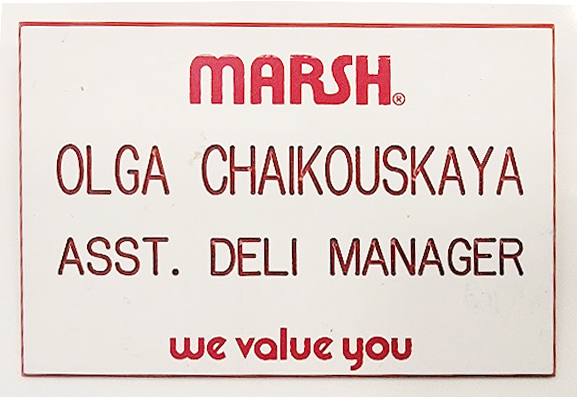 MARSH®
OLGA CHAIKOUSKAYA
ASST. DELI MANAGER
we value you